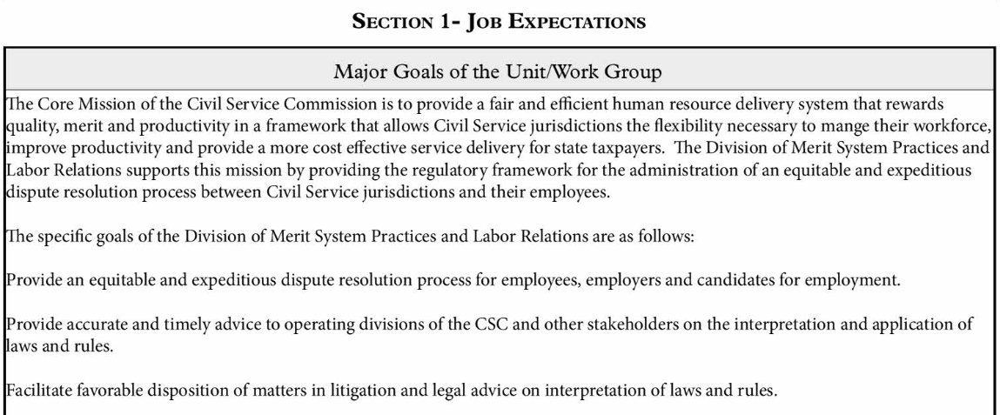 SECTION 1- JOB EXPECTATIONS
Major Goals of the Unit/Work Group
The Core Mission of the Civil Service Commission is to provide a fair and efficient human resource delivery system that rewards
quality, merit and productivity in a framework that allows Civil Service jurisdictions the flexibility necessary to mange their workforce,
improve productivity and provide a more cost effective service delivery for state taxpayers.  The Division of Merit System Practices and
Labor Relations supports this mission by providing the regulatory framework for the administration of an equitable and expeditious
dispute resolution process between Civil Service jurisdictions and their employees.
The specific goals of the Division of Merit System Practices and Labor Relations are as follows:
Provide an equitable and expeditious dispute resolution process for employees, employers and candidates for employment.
Provide accurate and timely advice to operating divisions of the CSC and other stakeholders on the interpretation and application of
laws and rules.
Facilitate favorable disposition of matters in litigation and legal advice on interpretation of laws and rules.